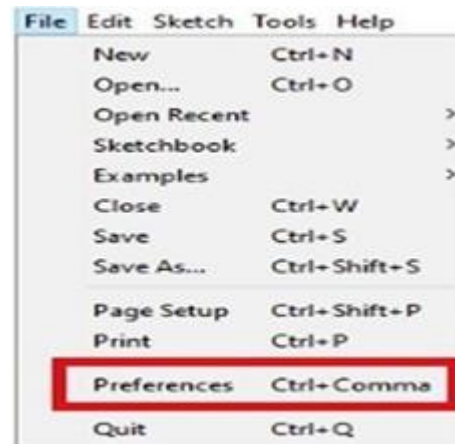 File Edit Sketch Tools Help
New Ctrl+N
Open... Ctrl+O
Open Recent >
Sketchbook >
Examples >
Close Ctrl+W
Save Ctrl+S
Save As... Ctrl+Shift+S
Page Setup Ctrl+Shift+P
Print Ctrl+P
Preferences Ctrl+Comma
Quit Ctrl+Q